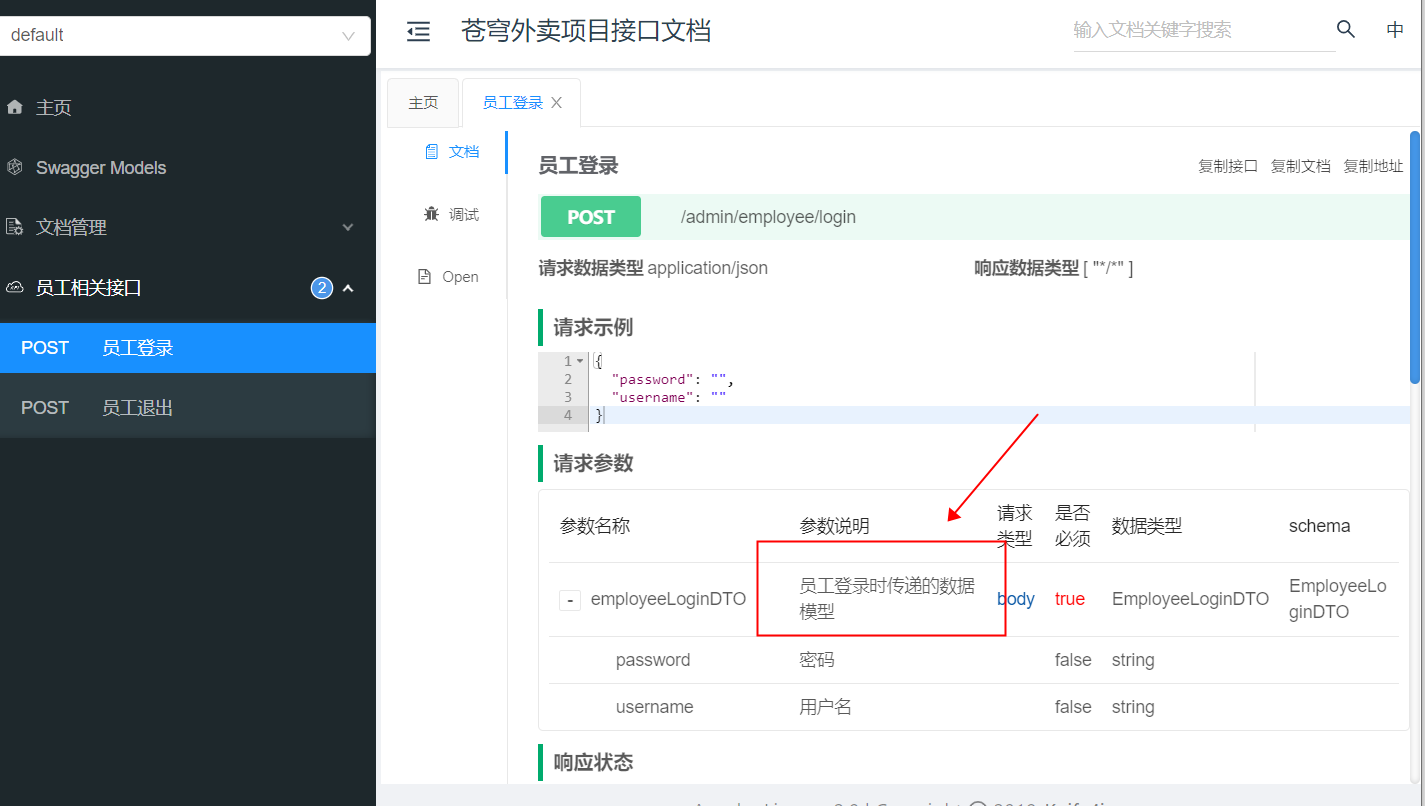 default
苍穹外卖项目接口文档
输入文档关键字搜索
中
主页
Swagger Models
文档管理
员工相关接口
2
POST 员工登录
POST 员工退出
主页
员工登录
文档
调试
Open
员工登录
复制接口 复制文档 复制地址
POST /admin/employee/login
请求数据类型 application/json
响应数据类型 [ "*/*" ]
请求示例
1 {
2 "password": "",
3 "username": ""
4 }
请求参数
参数名称 参数说明 请求类型 是否必须 数据类型 schema
- employeeLoginDTO 员工登录时传递的数据模型 body true EmployeeLoginDTO EmployeeLoginDTO
password 密码 false string
username 用户名 false string
响应状态